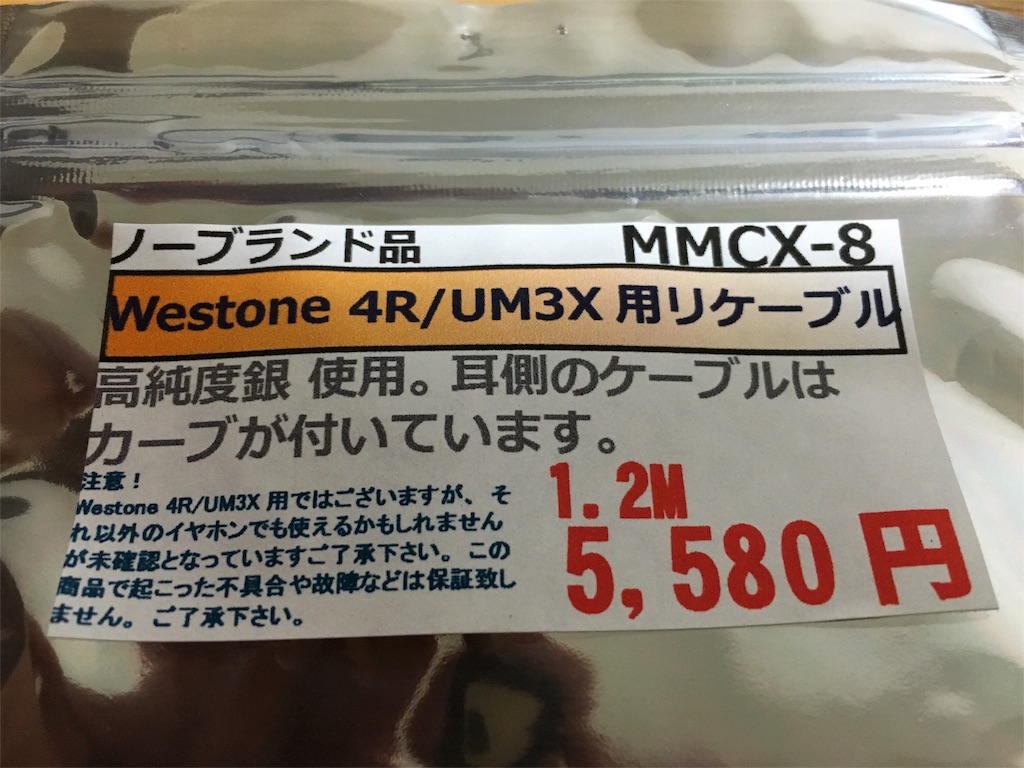 ノーブランド品 MMCX-8
Westone 4R/UM3X 用リケーブル
高純度銀 使用。耳側のケーブルは
カーブが付いています。
注意！
Westone 4R/UM3X 用ではございますが、そ
れ以外のイヤホンでも使えるかもしれません
が未確認となっていますご了承下さい。この
商品で起こった不具合や故障などは保証致し
ません。ご了承下さい。
1.2M
5,580 円